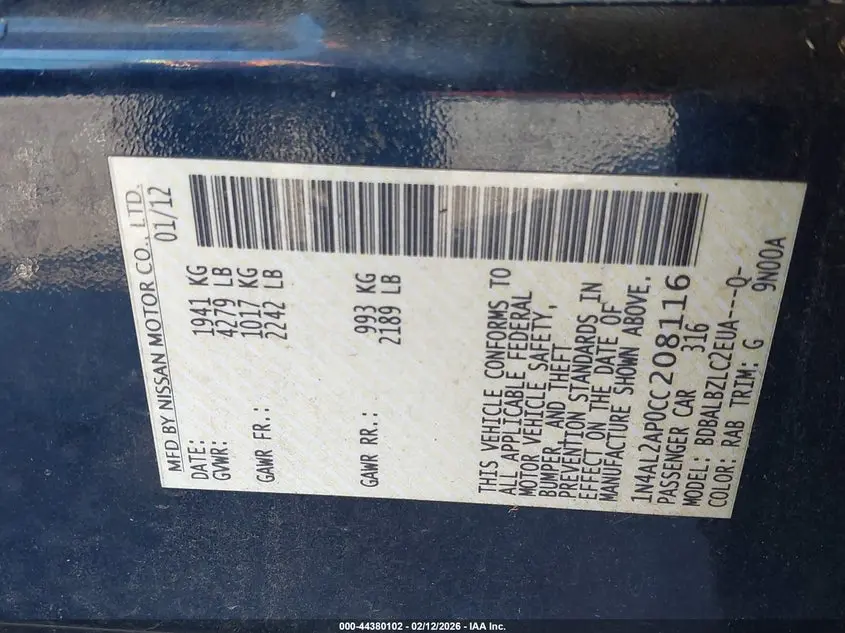 MFD BY NISSAN MOTOR CO., LTD.
DATE: 01/12
GVWR: 1941 KG
4279 LB
GAWR FR.: 1017 KG
2242 LB
GAWR RR.: 993 KG
2189 LB
THIS VEHICLE CONFORMS TO
ALL APPLICABLE FEDERAL
MOTOR VEHICLE SAFETY,
BUMPER, AND THEFT
PREVENTION STANDARDS IN
EFFECT ON THE DATE OF
MANUFACTURE SHOWN ABOVE.
1N4AL2AP0CC208116
PASSENGER CAR 316
MODEL: BDBALBZLC2EUA---Q-
COLOR: RAB TRIM: G 9N00A
000-44380102 - 02/12/2026 - IAA Inc.